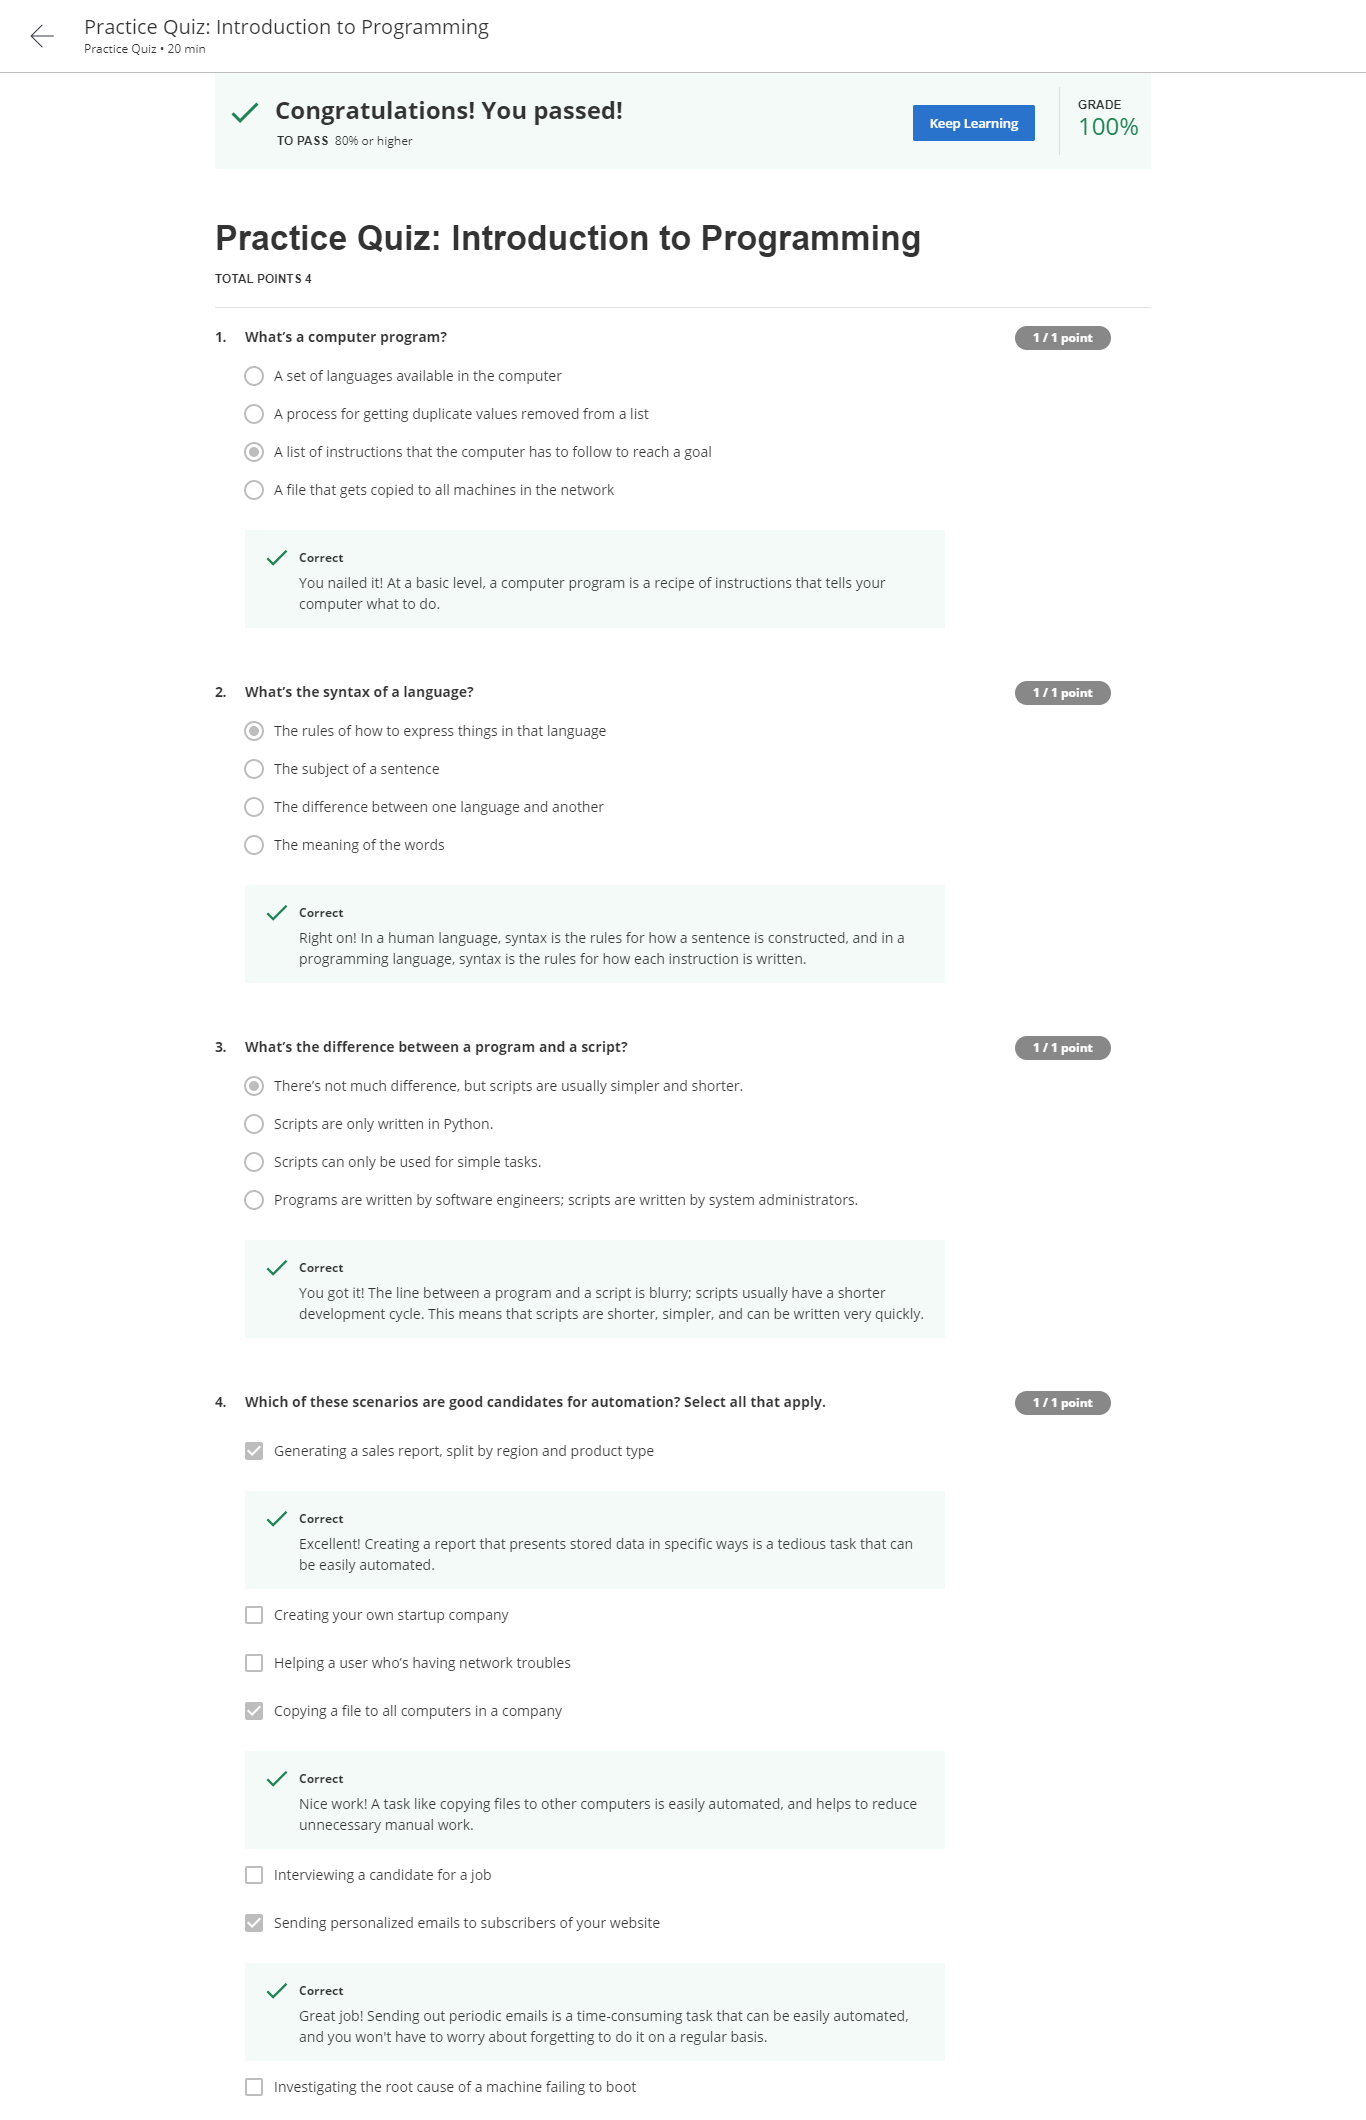 Practice Quiz: Introduction to Programming
Practice Quiz • 20 min
Congratulations! You passed!
TO PASS 80% or higher
Keep Learning
GRADE
100%
Practice Quiz: Introduction to Programming
TOTAL POINTS 4
1. What's a computer program?
1 / 1 point
A set of languages available in the computer
A process for getting duplicate values removed from a list
A list of instructions that the computer has to follow to reach a goal
A file that gets copied to all machines in the network
Correct
You nailed it! At a basic level, a computer program is a recipe of instructions that tells your
computer what to do.
2. What's the syntax of a language?
1 / 1 point
The rules of how to express things in that language
The subject of a sentence
The difference between one language and another
The meaning of the words
Correct
Right on! In a human language, syntax is the rules for how a sentence is constructed, and in a
programming language, syntax is the rules for how each instruction is written.
3. What's the difference between a program and a script?
1 / 1 point
There's not much difference, but scripts are usually simpler and shorter.
Scripts are only written in Python.
Scripts can only be used for simple tasks.
Programs are written by software engineers; scripts are written by system administrators.
Correct
You got it! The line between a program and a script is blurry; scripts usually have a shorter
development cycle. This means that scripts are shorter, simpler, and can be written very quickly.
4. Which of these scenarios are good candidates for automation? Select all that apply.
1 / 1 point
Generating a sales report, split by region and product type
Correct
Excellent! Creating a report that presents stored data in specific ways is a tedious task that can
be easily automated.
Creating your own startup company
Helping a user who's having network troubles
Copying a file to all computers in a company
Correct
Nice work! A task like copying files to other computers is easily automated, and helps to reduce
unnecessary manual work.
Interviewing a candidate for a job
Sending personalized emails to subscribers of your website
Correct
Great job! Sending out periodic emails is a time-consuming task that can be easily automated,
and you won't have to worry about forgetting to do it on a regular basis.
Investigating the root cause of a machine failing to boot